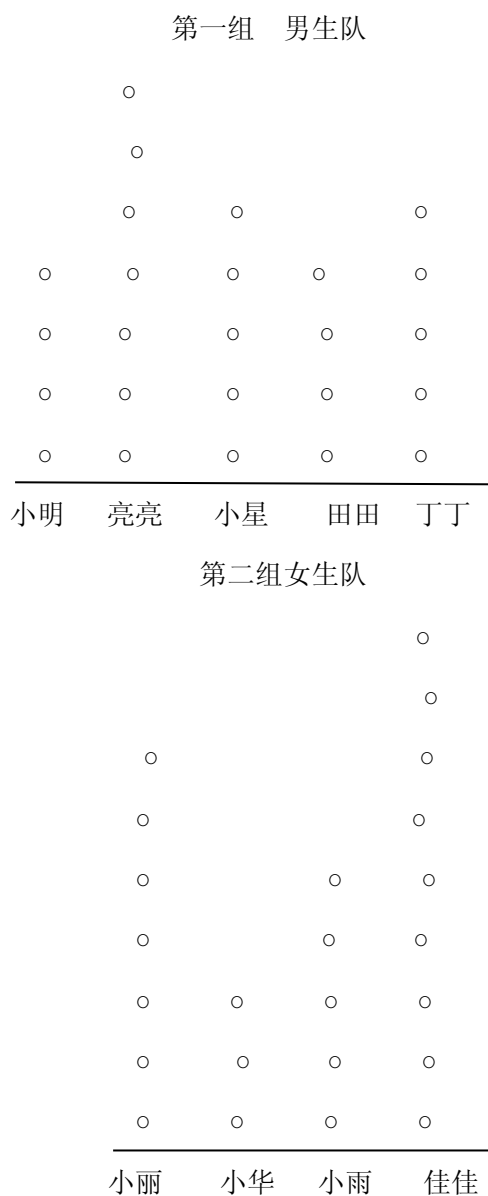 第一组 男生队
小明 亮亮 小星 田田 丁丁
第二组女生队
小丽 小华 小雨 佳佳